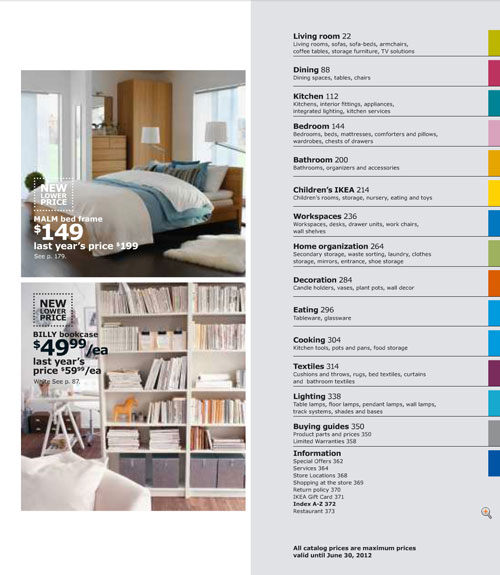 NEW
LOWER
PRICE
MALM bed frame
$149
last year's price $199
See p. 179.
NEW
LOWER
PRICE
BILLY bookcase
$49⁹⁹/ea
last year's
price $59⁹⁹/ea
White See p. 87.
Living room 22
Living rooms, sofas, sofa-beds, armchairs,
coffee tables, storage furniture, TV solutions
Dining 88
Dining spaces, tables, chairs
Kitchen 112
Kitchens, interior fittings, appliances,
integrated lighting, kitchen services
Bedroom 144
Bedrooms, beds, mattresses, comforters and pillows,
wardrobes, chests of drawers
Bathroom 200
Bathrooms, organizers and accessories
Children's IKEA 214
Children's rooms, storage, nursery, eating and toys
Workspaces 236
Workspaces, desks, drawer units, work chairs,
wall shelves
Home organization 264
Secondary storage, waste sorting, laundry, clothes
storage, mirrors, entrance, shoe storage
Decoration 284
Candle holders, vases, plant pots, wall decor
Eating 296
Tableware, glassware
Cooking 304
Kitchen tools, pots and pans, food storage
Textiles 314
Cushions and throws, rugs, bed textiles, curtains
and bathroom textiles
Lighting 338
Table lamps, floor lamps, pendant lamps, wall lamps,
track systems, shades and bases
Buying guides 350
Product parts and prices 350
Limited Warranties 358
Information
Special Offers 362
Services 364
Store Locations 368
Shopping at the store 369
Return policy 370
IKEA Gift Card 371
Index A-Z 372
Restaurant 373
All catalog prices are maximum prices
valid until June 30, 2012